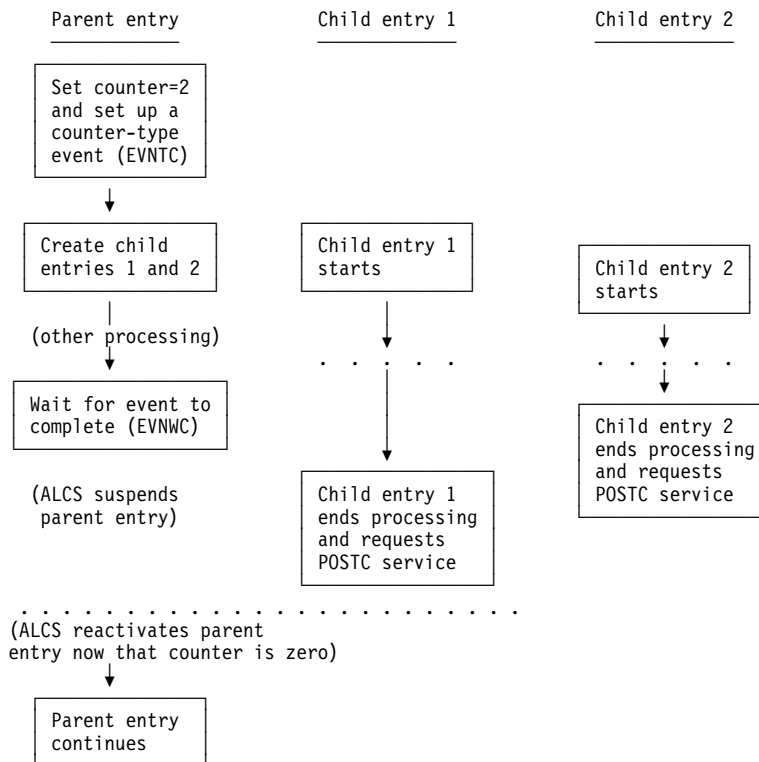 Parent entry
Child entry 1
Child entry 2
Set counter=2
and set up a
counter-type
event (EVNTC)
Create child
entries 1 and 2
Child entry 1
starts
Child entry 2
starts
(other processing)
. . . . .
. . . . .
Wait for event to
complete (EVNWC)
Child entry 2
ends processing
and requests
POSTC service
(ALCS suspends
parent entry)
Child entry 1
ends processing
and requests
POSTC service
. . . . . . . . . . . . . . . . . . . . . . . .
(ALCS reactivates parent
entry now that counter is zero)
Parent entry
continues